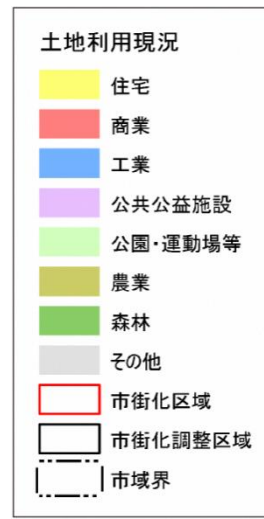 土地利用現況
住宅
商業
工業
公共公益施設
公園・運動場等
農業
森林
その他
市街化区域
市街化調整区域
市域界